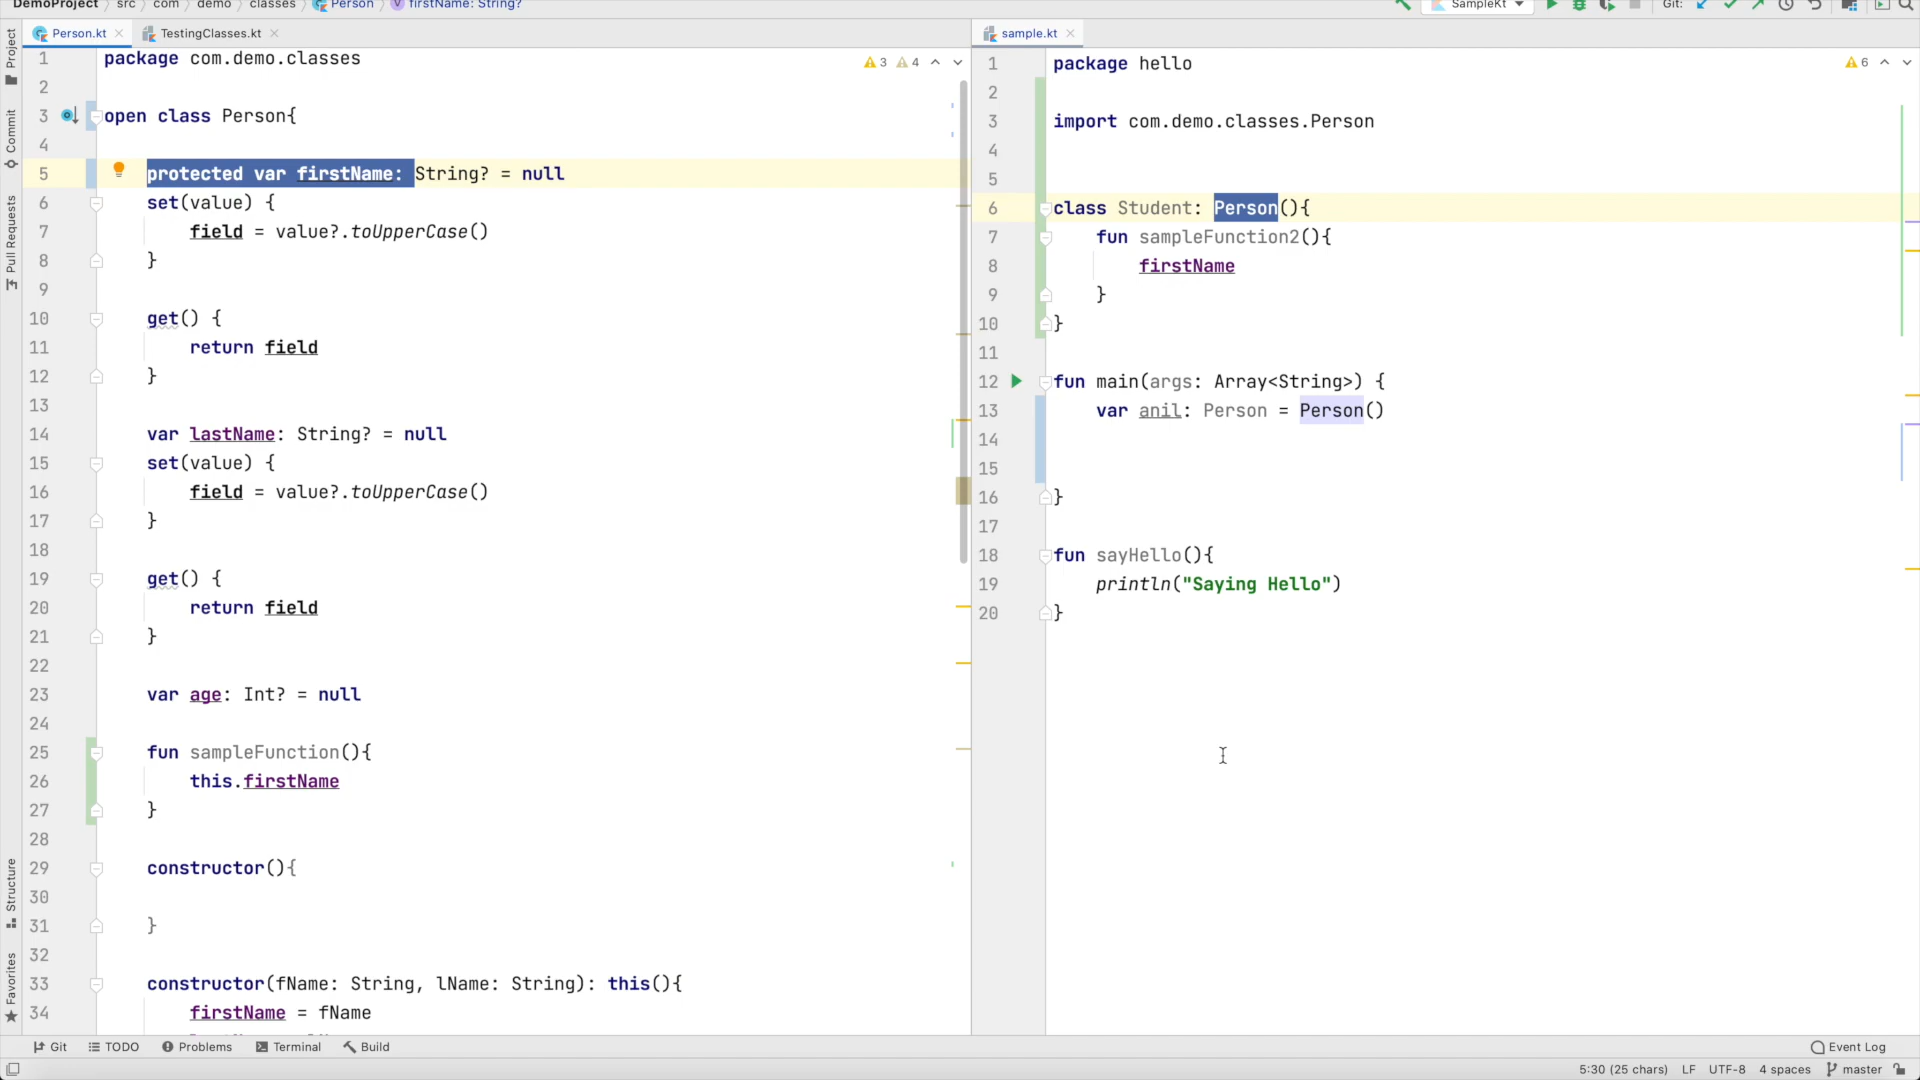 DemoProject src com demo classes Person firstName: String?
SampleKt Git:
Person.kt TestingClasses.kt
sample.kt
Project
Commit
Pull Requests
Structure
Favorites
1 package com.demo.classes 3 4
2
3 open class Person{
4
5 protected var firstName: String? = null
6 set(value) {
7 field = value?.toUpperCase()
8 }
9
10 get() {
11 return field
12 }
13
14 var lastName: String? = null
15 set(value) {
16 field = value?.toUpperCase()
17 }
18
19 get() {
20 return field
21 }
22
23 var age: Int? = null
24
25 fun sampleFunction(){
26 this.firstName
27 }
28
29 constructor(){
30
31 }
32
33 constructor(fName: String, lName: String): this(){
34 firstName = fName
1 package hello 6
2
3 import com.demo.classes.Person
4
5
6 class Student: Person(){
7 fun sampleFunction2(){
8 firstName
9 }
10 }
11
12 fun main(args: Array<String>) {
13 var anil: Person = Person()
14
15
16 }
17
18 fun sayHello(){
19 println("Saying Hello")
20 }
Git TODO Problems Terminal Build Event Log
5:30 (25 chars) LF UTF-8 4 spaces master